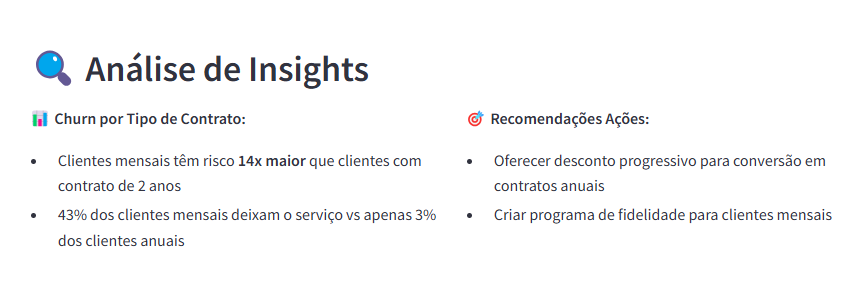 Análise de Insights
Churn por Tipo de Contrato:
Clientes mensais têm risco 14x maior que clientes com
contrato de 2 anos
43% dos clientes mensais deixam o serviço vs apenas 3%
dos clientes anuais
Recomendações Ações:
Oferecer desconto progressivo para conversão em
contratos anuais
Criar programa de fidelidade para clientes mensais